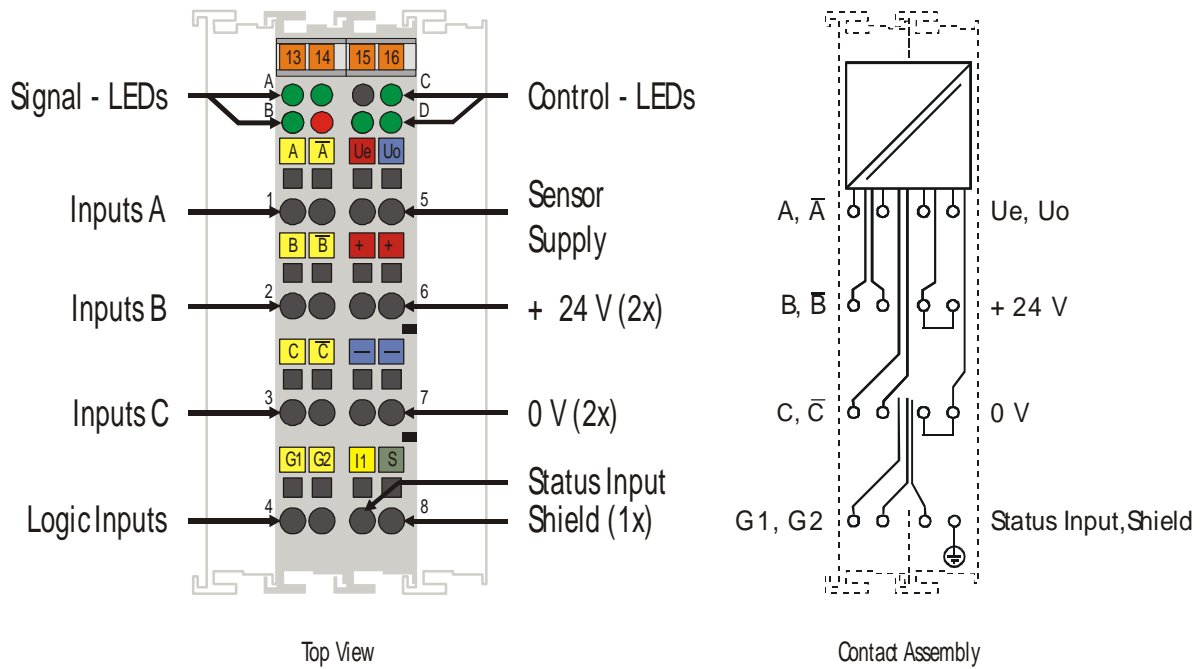 13 14 15 16
A C
Signal - LEDs Control - LEDs
B D
A A̅ Ue Uo
1 5
Inputs A Sensor
Supply
A, A̅ Ue, Uo
B B̅ + +
2 6
Inputs B + 24 V (2x)
B, B̅ + 24 V
C C̅ — —
3 7
Inputs C 0 V (2x)
C, C̅ 0 V
G1 G2 I1 S
Status Input
4 8
Logic Inputs Shield (1x)
G1, G2 Status Input, Shield
Top View
Contact Assembly